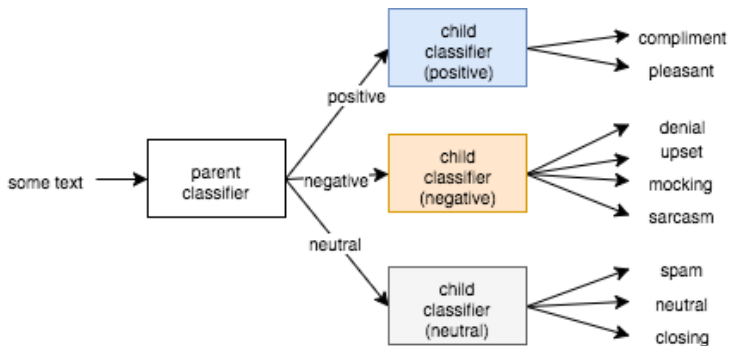 some text
parent
classifier
positive
negative
neutral
child
classifier
(positive)
compliment
pleasant
child
classifier
(negative)
denial
upset
mocking
sarcasm
child
classifier
(neutral)
spam
neutral
closing